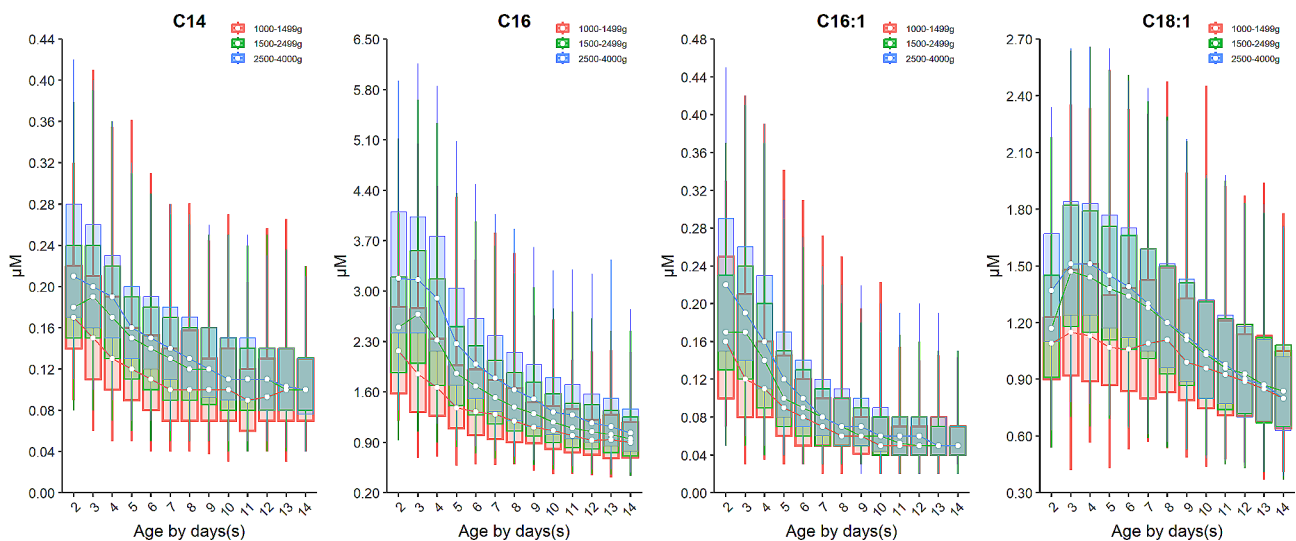 C14
1000-1499g
1500-2499g
2500-4000g
0.44
0.40
0.36
0.32
0.28
0.24
0.20
0.16
0.12
0.08
0.04
0.00
μM
2 3 4 5 6 7 8 9 10 11 12 13 14
Age by days(s)
C16
1000-1499g
1500-2499g
2500-4000g
6.50
5.80
5.10
4.40
3.70
3.00
2.30
1.60
0.90
0.20
μM
2 3 4 5 6 7 8 9 10 11 12 13 14
Age by days(s)
C16:1
1000-1499g
1500-2499g
2500-4000g
0.48
0.44
0.40
0.36
0.32
0.28
0.24
0.20
0.16
0.12
0.08
0.04
0.00
μM
2 3 4 5 6 7 8 9 10 11 12 13 14
Age by days(s)
C18:1
1000-1499g
1500-2499g
2500-4000g
2.70
2.40
2.10
1.80
1.50
1.20
0.90
0.60
0.30
μM
2 3 4 5 6 7 8 9 10 11 12 13 14
Age by days(s)